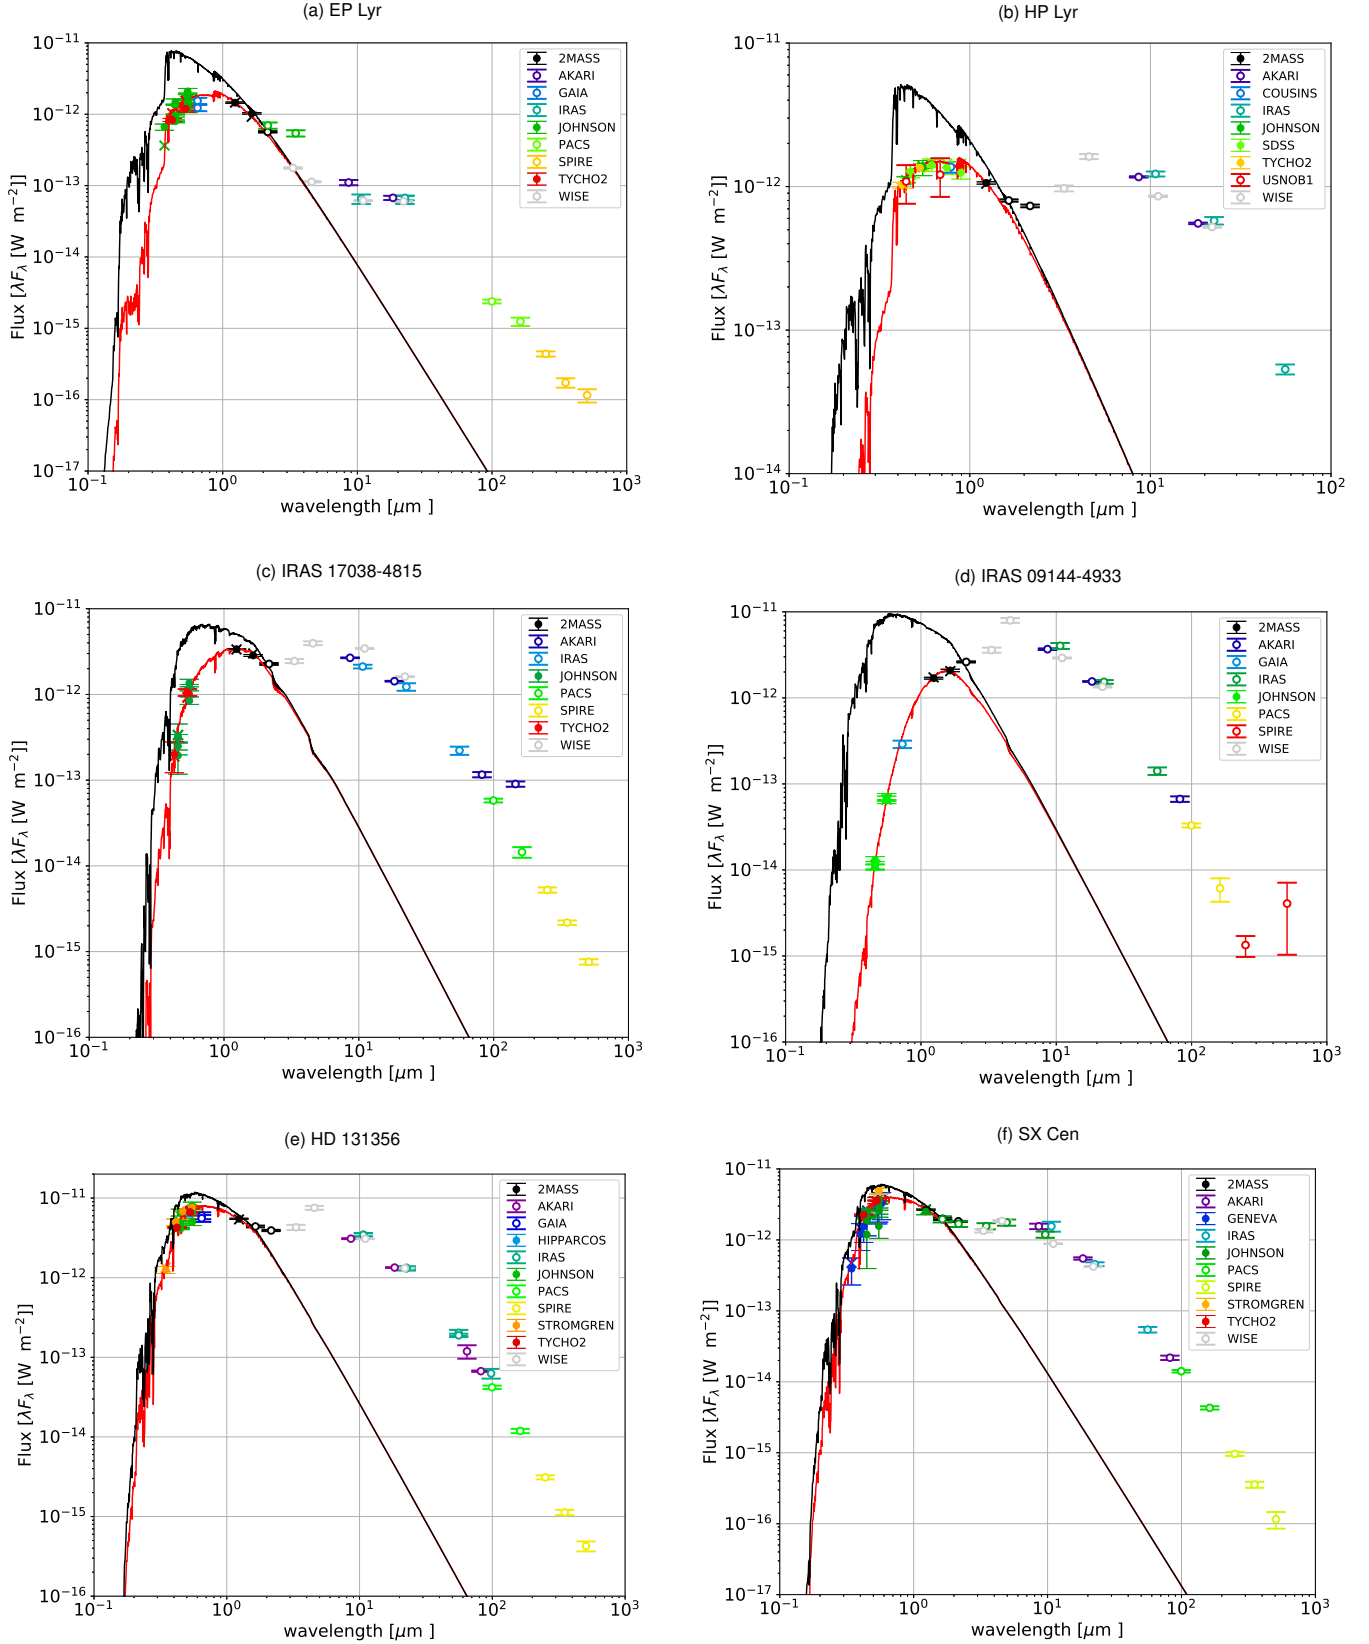 (a) EP Lyr
10⁻¹¹
10⁻¹²
10⁻¹³
10⁻¹⁴
10⁻¹⁵
10⁻¹⁶
10⁻¹⁷
Flux [λF_λ [W m⁻²]]
2MASS
AKARI
GAIA
IRAS
JOHNSON
PACS
SPIRE
TYCHO2
WISE
10⁻¹ 10⁰ 10¹ 10² 10³
wavelength [μm ]
(b) HP Lyr
10⁻¹¹
10⁻¹²
10⁻¹³
10⁻¹⁴
Flux [λF_λ [W m⁻²]]
2MASS
AKARI
COUSINS
IRAS
JOHNSON
SDSS
TYCHO2
USNOB1
WISE
10⁻¹ 10⁰ 10¹ 10²
wavelength [μm ]
(c) IRAS 17038-4815
10⁻¹¹
10⁻¹²
10⁻¹³
10⁻¹⁴
10⁻¹⁵
10⁻¹⁶
Flux [λF_λ [W m⁻²]]
2MASS
AKARI
IRAS
JOHNSON
PACS
SPIRE
TYCHO2
WISE
10⁻¹ 10⁰ 10¹ 10² 10³
wavelength [μm ]
(d) IRAS 09144-4933
10⁻¹¹
10⁻¹²
10⁻¹³
10⁻¹⁴
10⁻¹⁵
10⁻¹⁶
Flux [λF_λ [W m⁻²]]
2MASS
AKARI
GAIA
IRAS
JOHNSON
PACS
SPIRE
WISE
10⁻¹ 10⁰ 10¹ 10² 10³
wavelength [μm ]
(e) HD 131356
10⁻¹¹
10⁻¹²
10⁻¹³
10⁻¹⁴
10⁻¹⁵
10⁻¹⁶
Flux [λF_λ [W m⁻²]]
2MASS
AKARI
GAIA
HIPPARCOS
IRAS
JOHNSON
PACS
SPIRE
STROMGREN
TYCHO2
WISE
10⁻¹ 10⁰ 10¹ 10² 10³
wavelength [μm ]
(f) SX Cen
10⁻¹¹
10⁻¹²
10⁻¹³
10⁻¹⁴
10⁻¹⁵
10⁻¹⁶
10⁻¹⁷
Flux [λF_λ [W m⁻²]]
2MASS
AKARI
GENEVA
IRAS
JOHNSON
PACS
SPIRE
STROMGREN
TYCHO2
WISE
10⁻¹ 10⁰ 10¹ 10² 10³
wavelength [μm ]